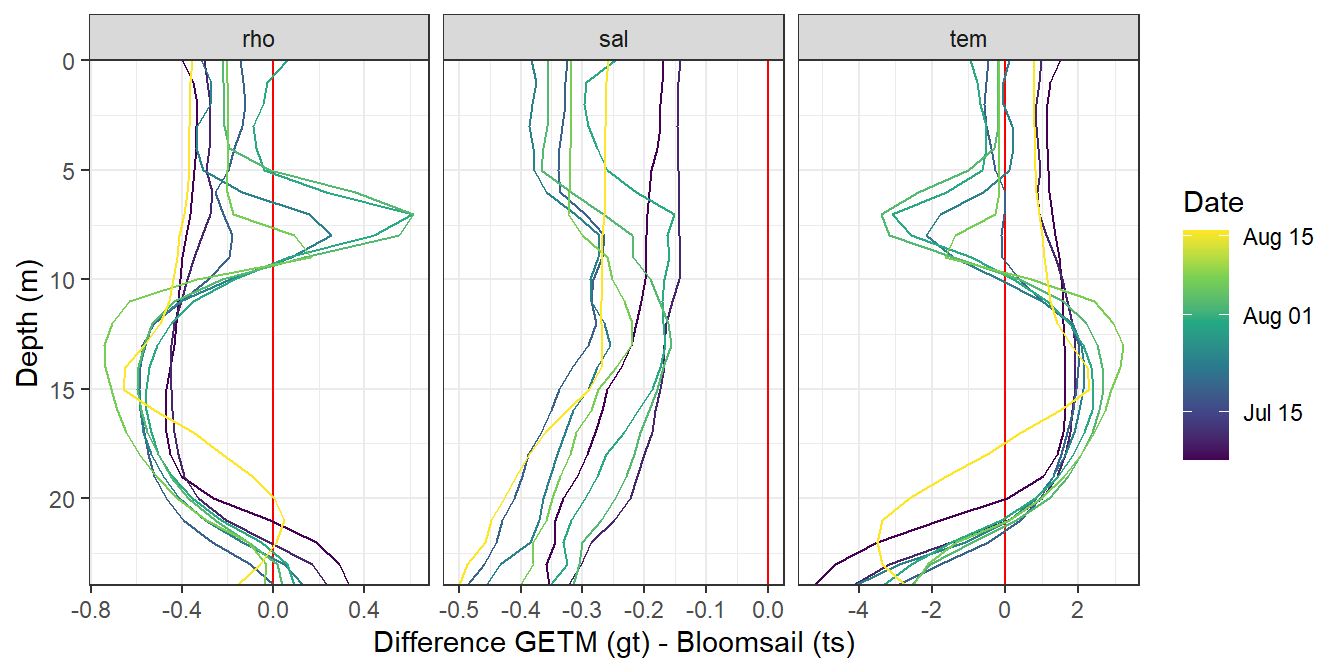 rho sal tem
0
5
10
15
20
Depth (m)
-0.8 -0.4 0.0 0.4 -0.5 -0.4 -0.3 -0.2 -0.1 0.0 -4 -2 0 2
Difference GETM (gt) - Bloomsail (ts)
Date
Aug 15
Aug 01
Jul 15